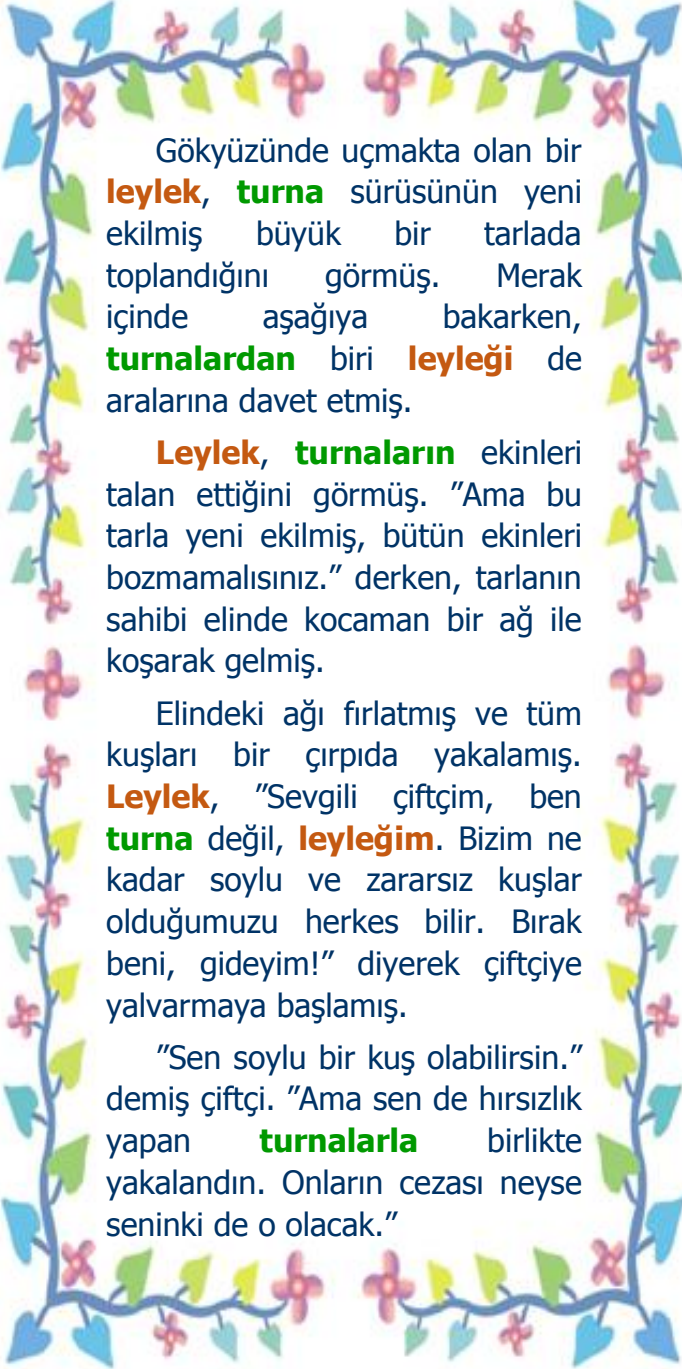 Gökyüzünde uçmakta olan bir
leylek, turna sürüsünün yeni
ekilmiş büyük bir tarlada
toplandığını görmüş. Merak
içinde aşağıya bakarken,
turnalardan biri leyleği de
aralarına davet etmiş.
Leylek, turnaların ekinleri
talan ettiğini görmüş. ”Ama bu
tarla yeni ekilmiş, bütün ekinleri
bozmamalısınız.” derken, tarlanın
sahibi elinde kocaman bir ağ ile
koşarak gelmiş.
Elindeki ağı fırlatmış ve tüm
kuşları bir çırpıda yakalamış.
Leylek, ”Sevgili çiftçim, ben
turna değil, leyleğim. Bizim ne
kadar soylu ve zararsız kuşlar
olduğumuzu herkes bilir. Bırak
beni, gideyim!” diyerek çiftçiye
yalvarmaya başlamış.
”Sen soylu bir kuş olabilirsin.”
demiş çiftçi. ”Ama sen de hırsızlık
yapan turnalarla birlikte
yakalandın. Onların cezası neyse
seninki de o olacak.”